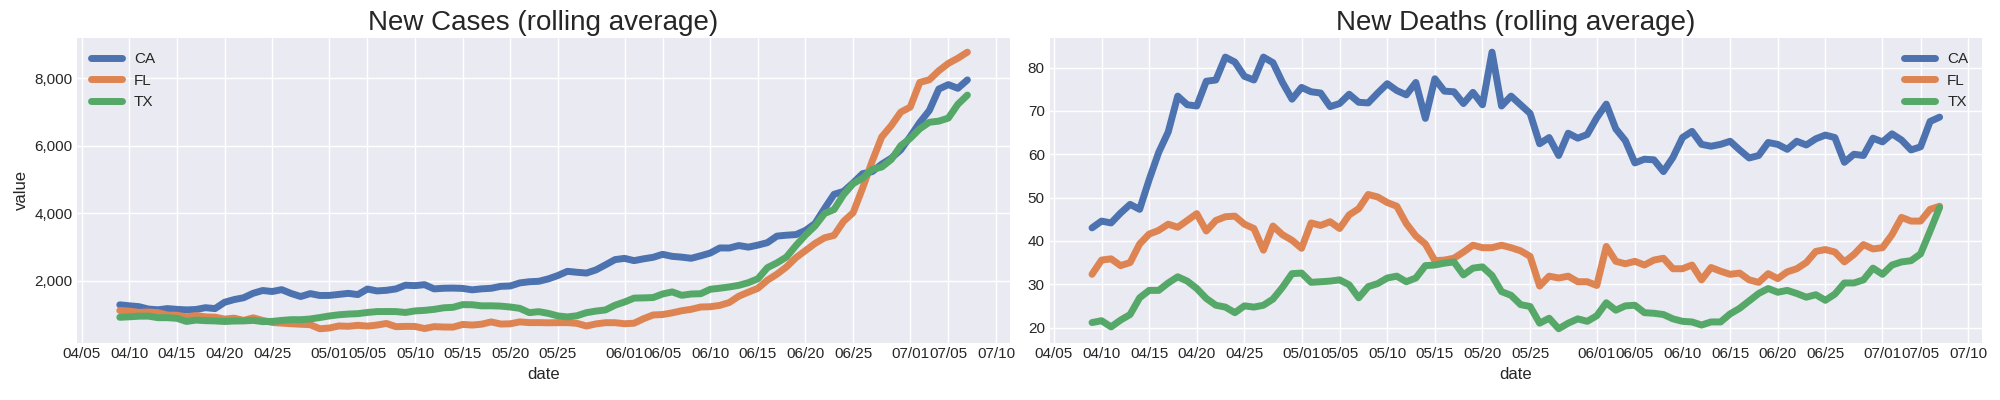 New Cases (rolling average)
CA
FL
TX
8,000
6,000
4,000
2,000
value
04/05 04/10 04/15 04/20 04/25 05/01 05/05 05/10 05/15 05/20 05/25 06/01 06/05 06/10 06/15 06/20 06/25 07/01 07/05 07/10
date
New Deaths (rolling average)
CA
FL
TX
80
70
60
50
40
30
20
04/05 04/10 04/15 04/20 04/25 05/01 05/05 05/10 05/15 05/20 05/25 06/01 06/05 06/10 06/15 06/20 06/25 07/01 07/05 07/10
date